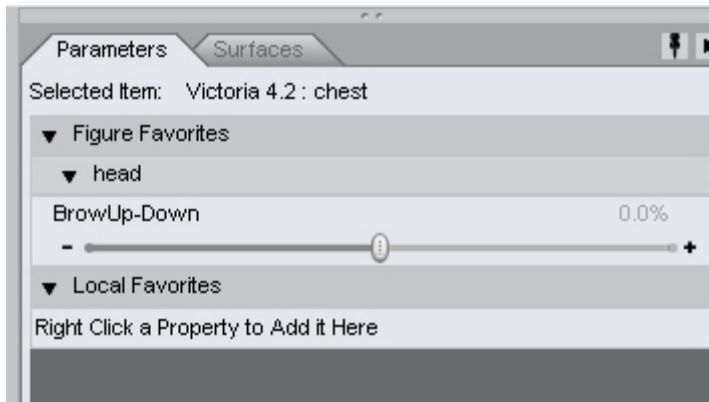 Parameters Surfaces
Selected Item: Victoria 4.2 : chest
Figure Favorites
head
BrowUp-Down 0.0%
- +
Local Favorites
Right Click a Property to Add it Here